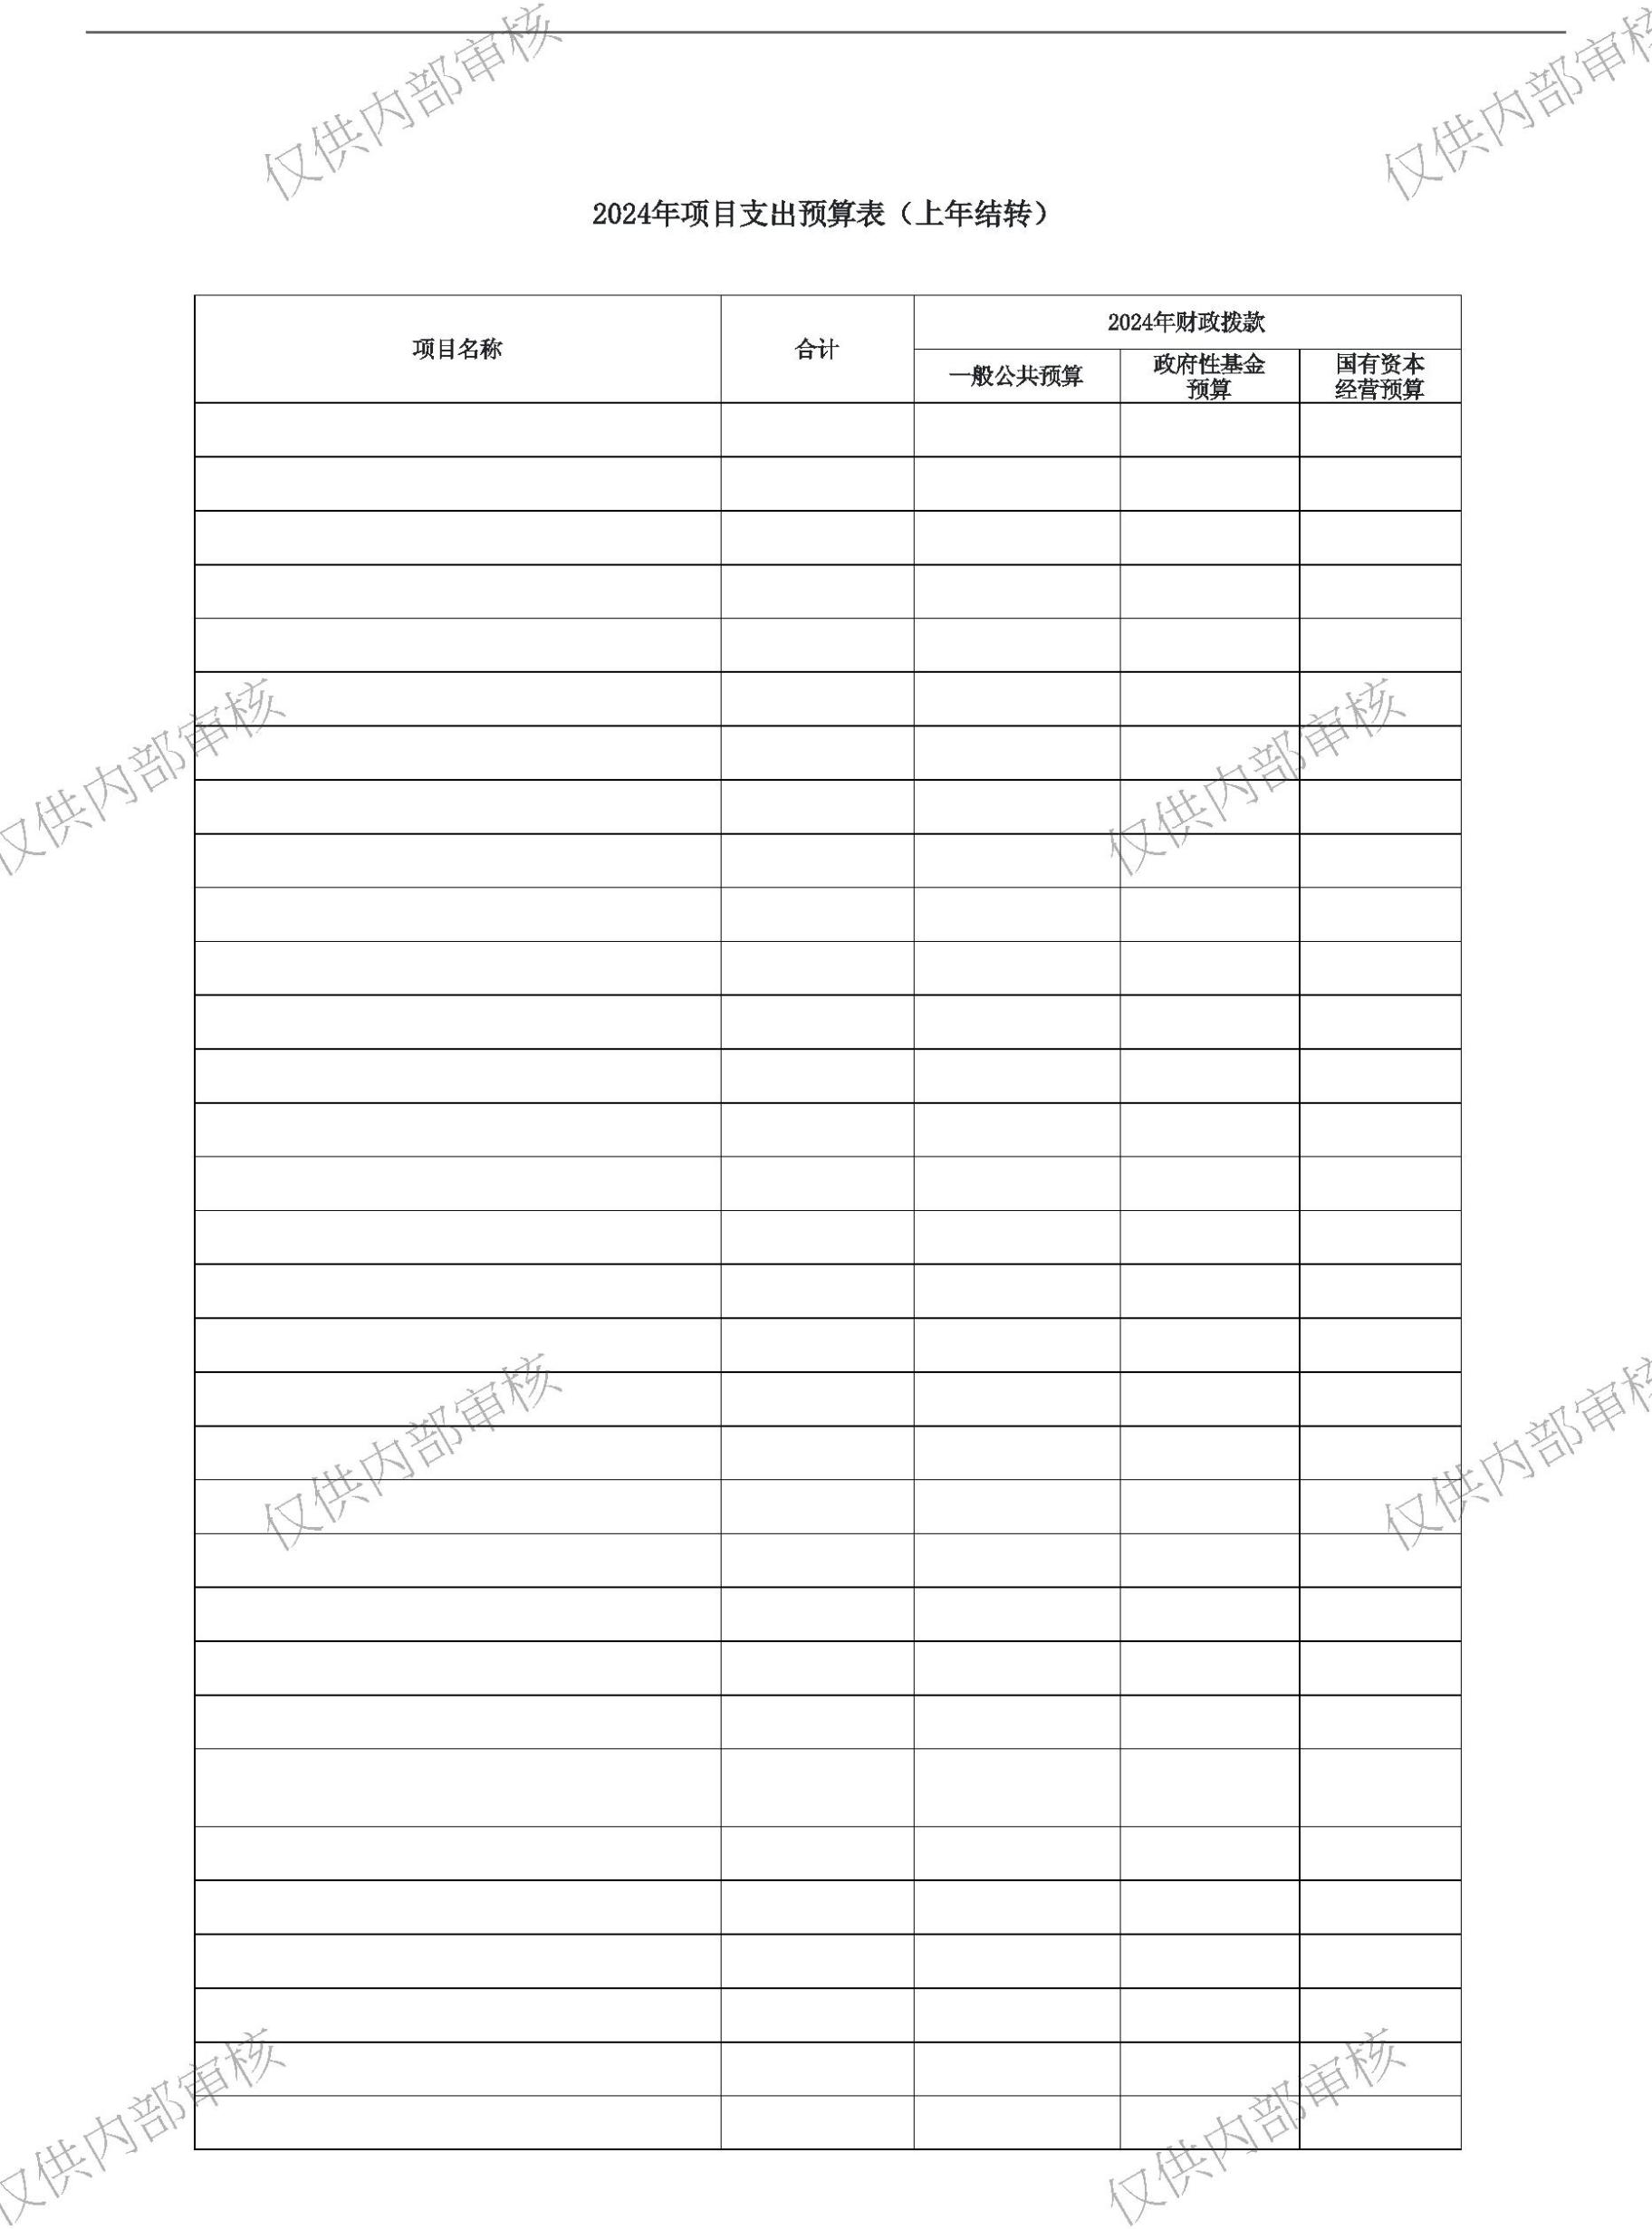 仅供内部审核
仅供内部审核
2024年项目支出预算表（上年结转）
项目名称
合计
2024年财政拨款
一般公共预算
政府性基金
预算
国有资本
经营预算
仅供内部审核
仅供内部审核
仅供内部审核
仅供内部审核
仅供内部审核
仅供内部审核